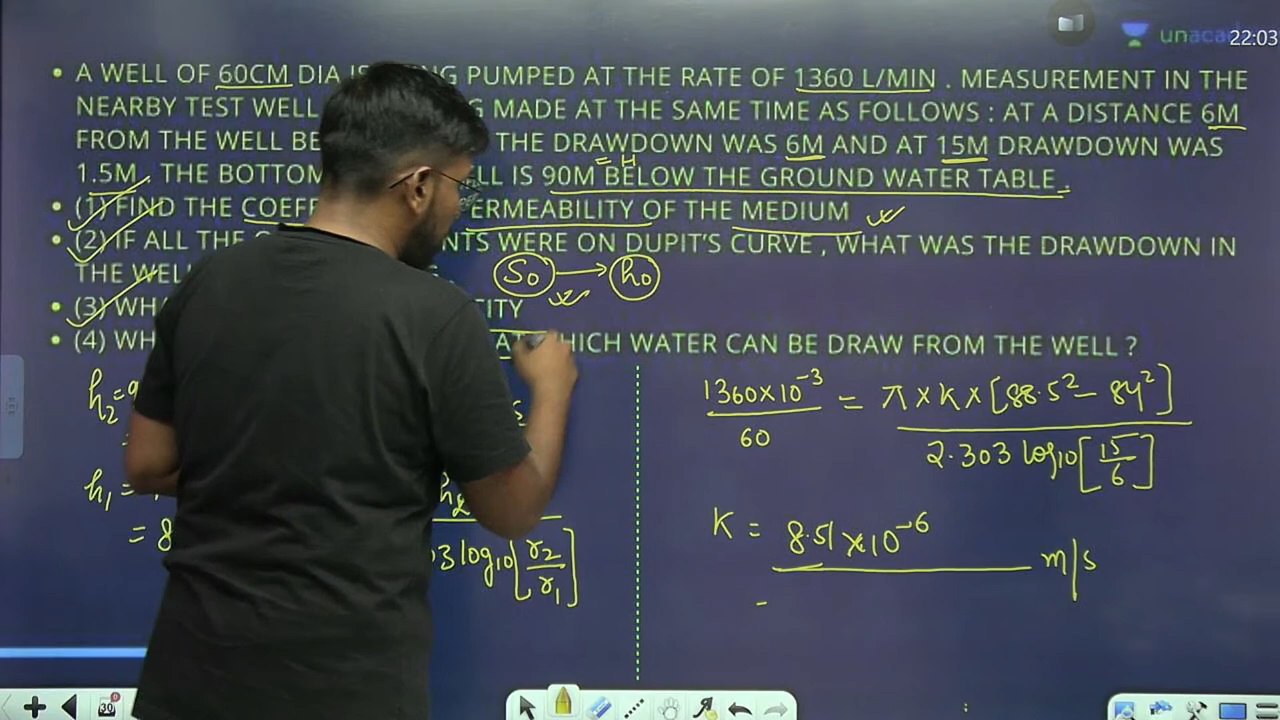 unaca
22:03
• A WELL OF 60CM DIA IS NG PUMPED AT THE RATE OF 1360 L/MIN . MEASUREMENT IN THE
NEARBY TEST WELL G MADE AT THE SAME TIME AS FOLLOWS : AT A DISTANCE 6M
FROM THE WELL BE THE DRAWDOWN WAS 6M AND AT 15M DRAWDOWN WAS
= H
1.5M . THE BOTTOM LL IS 90M BELOW THE GROUND WATER TABLE .
• (1) FIND THE COEFF ERMEABILITY OF THE MEDIUM
• (2) IF ALL THE O NTS WERE ON DUPIT'S CURVE , WHAT WAS THE DRAWDOWN IN
THE WEL
S0 → h0
• (3) WHA CITY
• (4) WH AT WHICH WATER CAN BE DRAW FROM THE WELL ?
h2 = 9
h1 =
= 8
h2
03 log10[r2/r1]
1360×10⁻³/60 = π×K×[88.5² - 84²]/2.303 log10[15/6]
K = 8.51×10⁻⁶ m/s
30